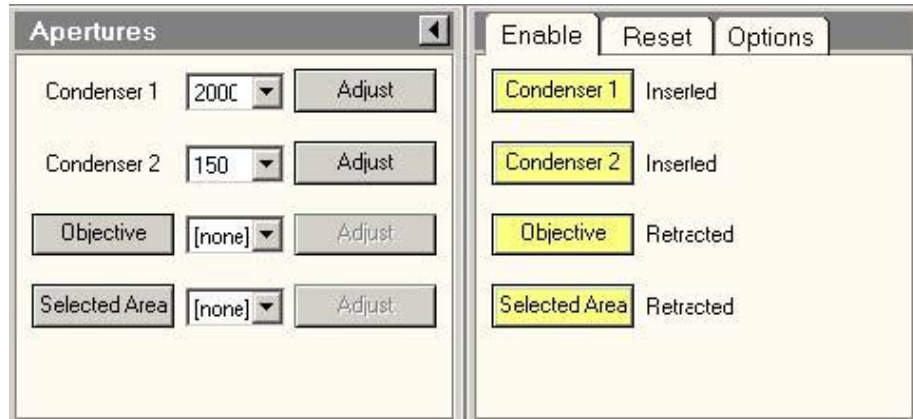 Apertures
Condenser 1 2000 Adjust
Condenser 2 150 Adjust
Objective [none] Adjust
Selected Area [none] Adjust
Enable Reset Options
Condenser 1 Inserted
Condenser 2 Inserted
Objective Retracted
Selected Area Retracted